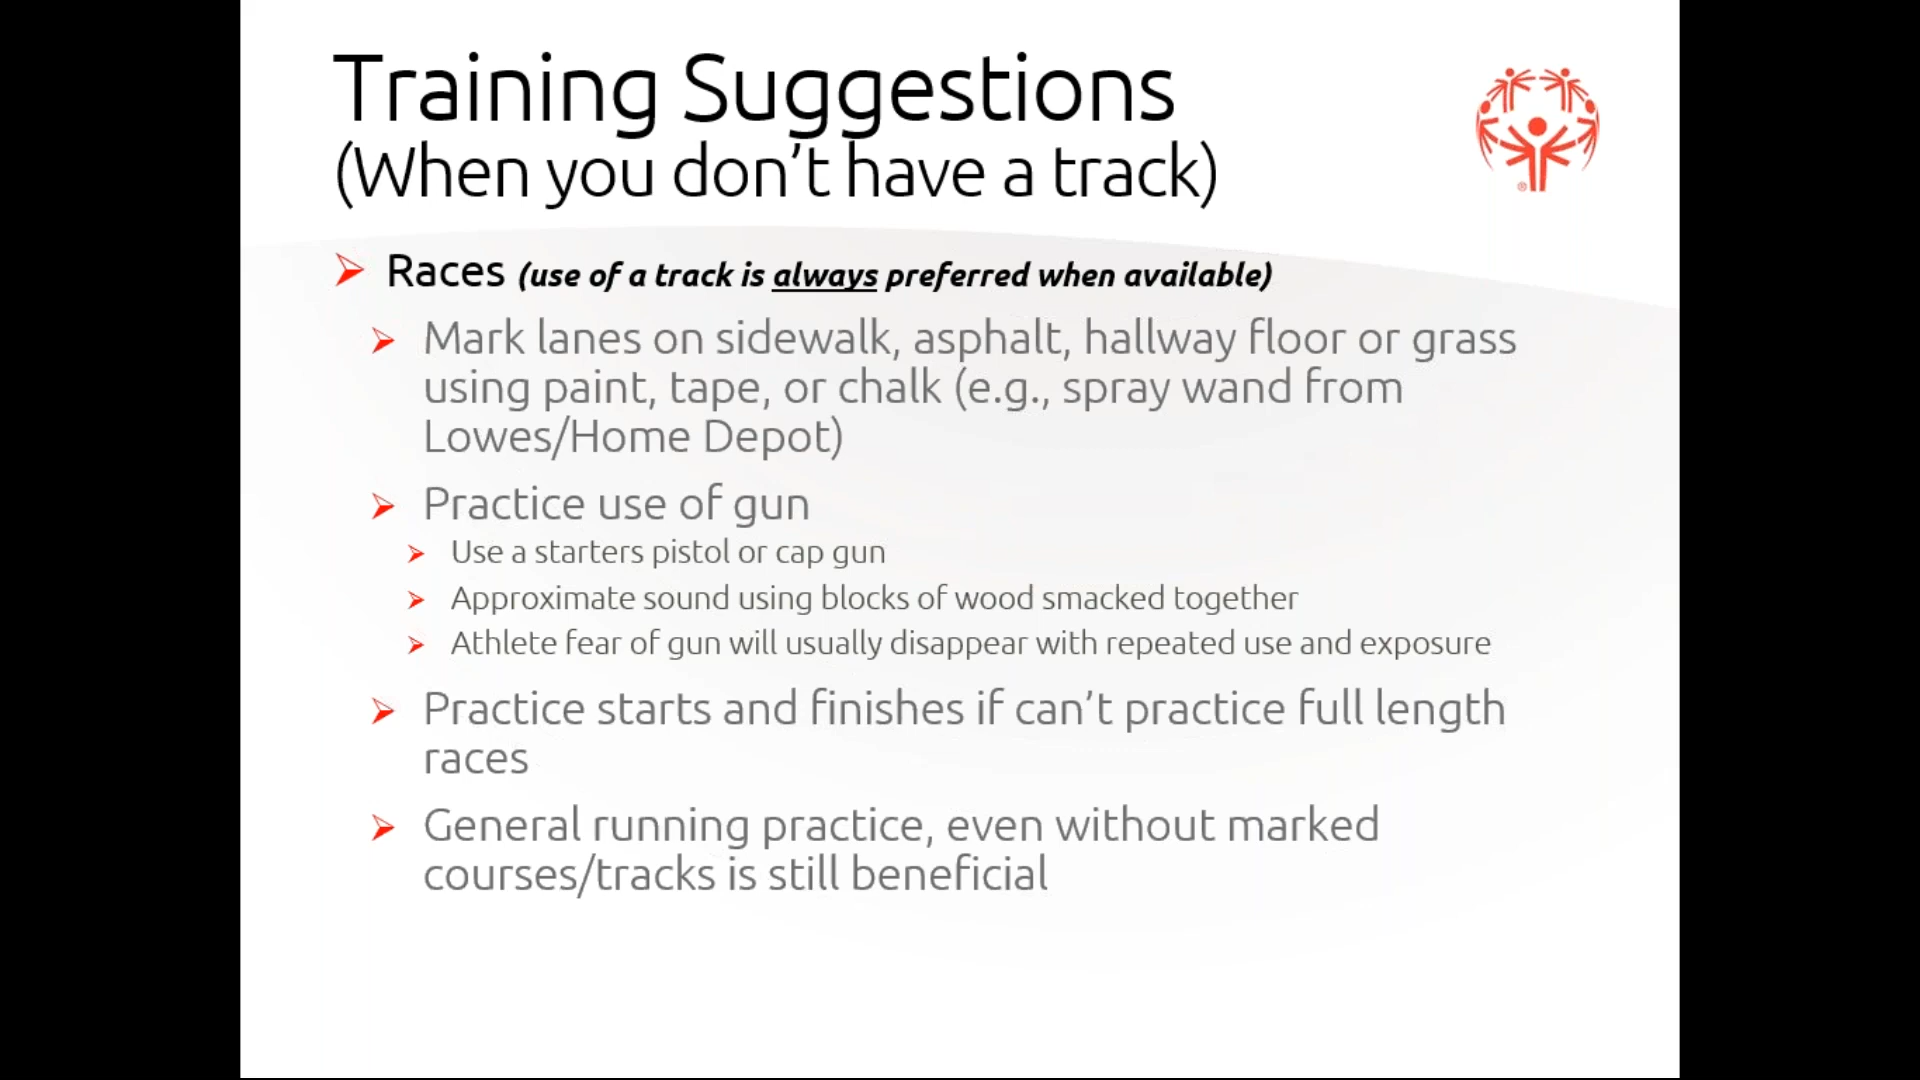 Training Suggestions
(When you don't have a track)
Races (use of a track is always preferred when available)
Mark lanes on sidewalk, asphalt, hallway floor or grass
using paint, tape, or chalk (e.g., spray wand from
Lowes/Home Depot)
Practice use of gun
Use a starters pistol or cap gun
Approximate sound using blocks of wood smacked together
Athlete fear of gun will usually disappear with repeated use and exposure
Practice starts and finishes if can't practice full length
races
General running practice, even without marked
courses/tracks is still beneficial